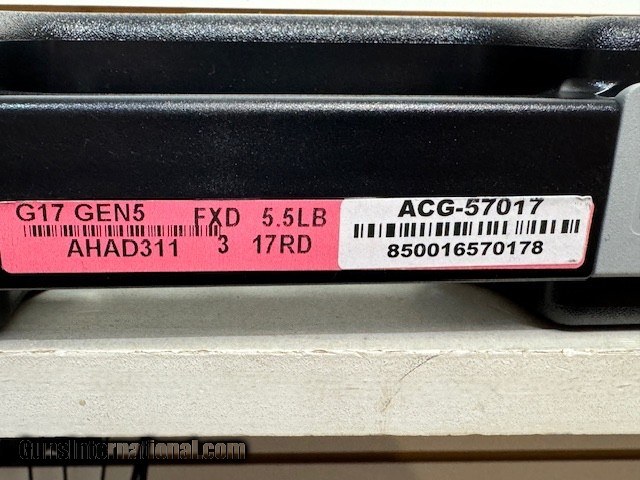 G17 GEN5 FXD 5.5LB
AHAD311 3 17RD
ACG-57017
850016570178
GunsInternational.com